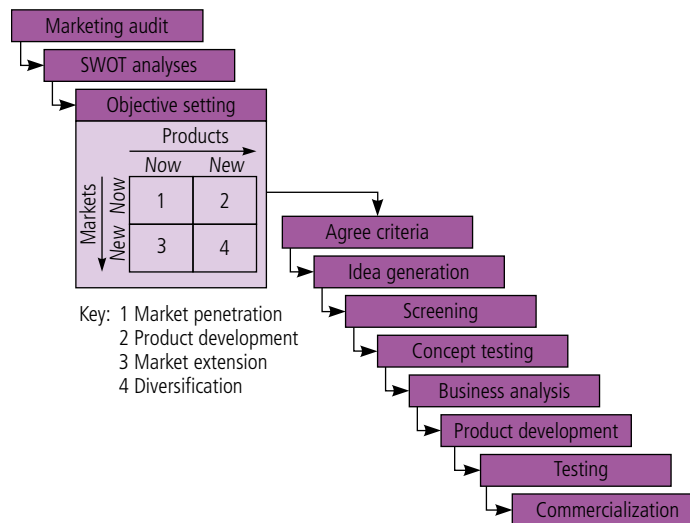 Marketing audit
SWOT analyses
Objective setting
Products
Now New
Markets
Now
New
1 2
3 4
Key: 1 Market penetration
2 Product development
3 Market extension
4 Diversification
Agree criteria
Idea generation
Screening
Concept testing
Business analysis
Product development
Testing
Commercialization